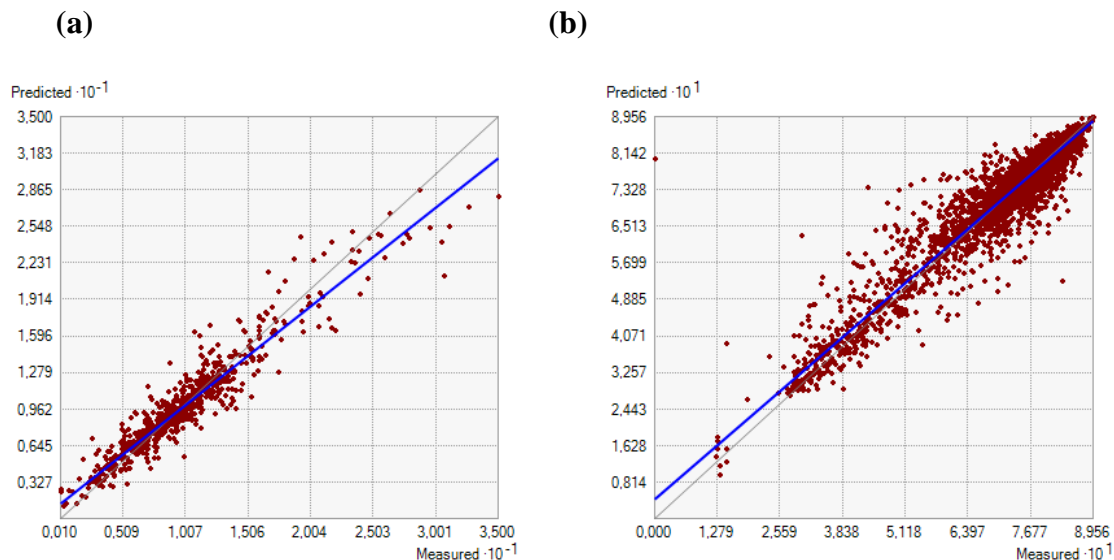 (a)
(b)
Predicted ·10⁻¹
3,500
3,183
2,865
2,548
2,231
1,914
1,596
1,279
0,962
0,645
0,327
0,010 0,509 1,007 1,506 2,004 2,503 3,001 3,500
Measured ·10⁻¹
Predicted ·10¹
8,956
8,142
7,328
6,513
5,699
4,885
4,071
3,257
2,443
1,628
0,814
0,000 1,279 2,559 3,838 5,118 6,397 7,677 8,956
Measured ·10¹